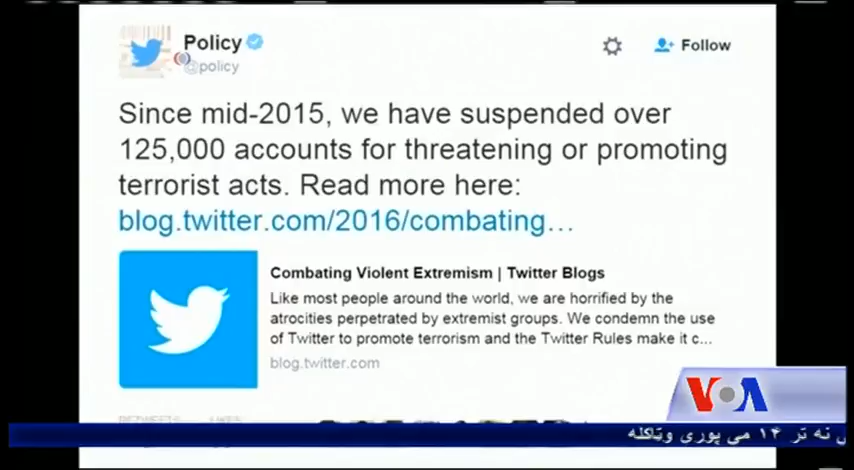 Policy
@policy
Follow
Since mid-2015, we have suspended over
125,000 accounts for threatening or promoting
terrorist acts. Read more here:
blog.twitter.com/2016/combating…
Combating Violent Extremism | Twitter Blogs
Like most people around the world, we are horrified by the
atrocities perpetrated by extremist groups. We condemn the use
of Twitter to promote terrorism and the Twitter Rules make it c...
blog.twitter.com
RETWEETS LIKES
VOA
نه تر ۱۴ می پوری وټاکله